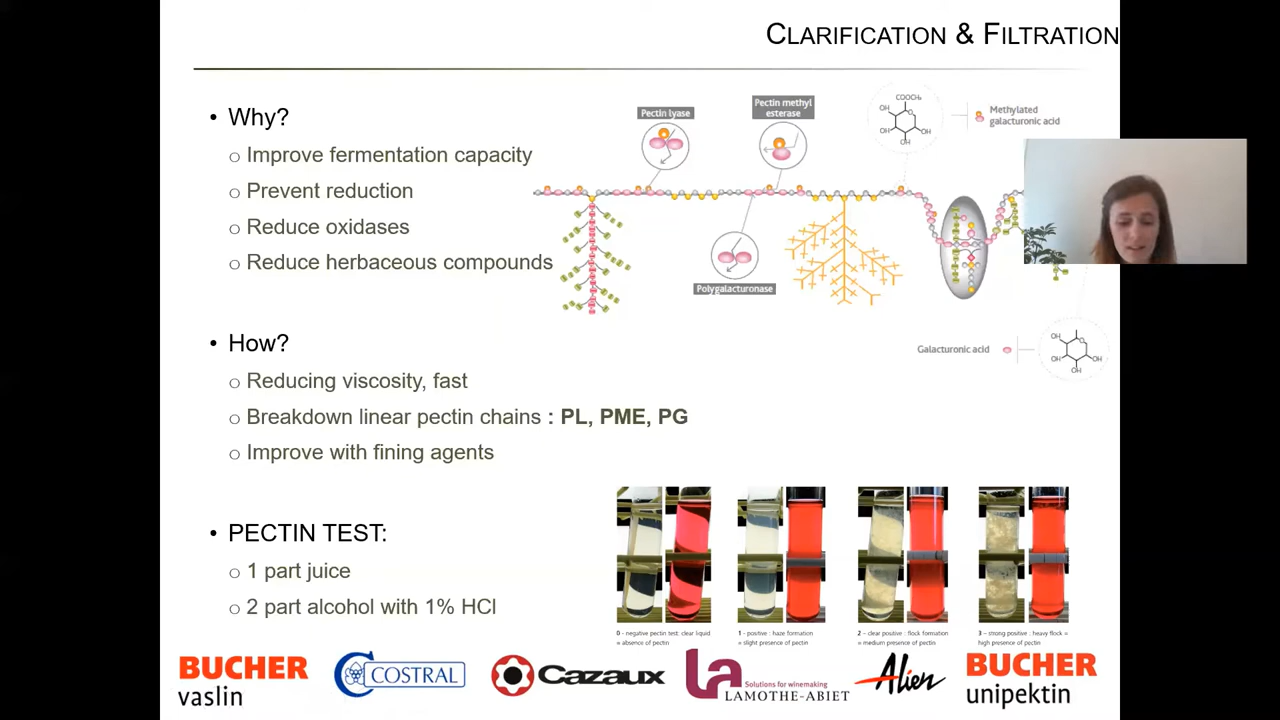 CLARIFICATION & FILTRATION
• Why?
o Improve fermentation capacity
o Prevent reduction
o Reduce oxidases
o Reduce herbaceous compounds
Pectin lyase
Pectin methyl
esterase
COOCH₃
OH
O
OH
OH
OH
Methylated
galacturonic acid
Polygalacturonase
Galacturonic acid
OH
O
OH
OH
OH
• How?
o Reducing viscosity, fast
o Breakdown linear pectin chains : PL, PME, PG
o Improve with fining agents
• PECTIN TEST:
o 1 part juice
o 2 part alcohol with 1% HCl
0 - negative pectin test: clear liquid
= absence of pectin
1 - positive : haze formation
= slight presence of pectin
2 - clear positive : flock formation
= medium presence of pectin
3 - strong positive : heavy flock =
high presence of pectin
BUCHER
vaslin
COSTRAL
Cazaux
La
Solutions for winemaking
LAMOTHE-ABIET
Alien
BUCHER
unipektin